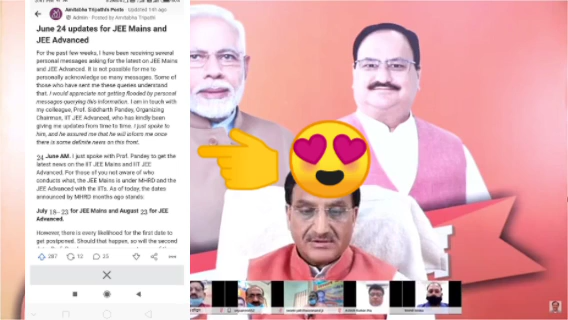 Amitabha Tripathi's Posts Updated 14h ago
Admin · Posted by Amitabha Tripathi
June 24 updates for JEE Mains and
JEE Advanced
For the past few weeks, I have been receiving several
personal messages asking for the latest on JEE Mains
and JEE Advanced. It is not possible for me to
personally acknowledge so many messages. Some of
those who have sent me these queries understand
that. I would appreciate not getting flooded by personal
messages querying this information. I am in touch with
my colleague, Prof. Siddharth Pandey, Organizing
Chairman, IIT JEE Advanced, who has kindly been
giving me updates from time to time. I just spoke to
him, and he assured me that he will inform me once
there is some definite news on this front.
24 June AM. I just spoke with Prof. Pandey to get the
latest news on the IIT JEE Mains and IIT JEE
Advanced. For those of you not aware of who
conducts what, the JEE Mains is under MHRD and the
JEE Advanced with the IITs. As of today, the dates
announced by MHRD months ago stands:
July 18–23 for JEE Mains and August 23 for JEE
Advanced.
However, there is every likelihood for the first date to
get postponed. Should that happen, so will the second
287 12 25